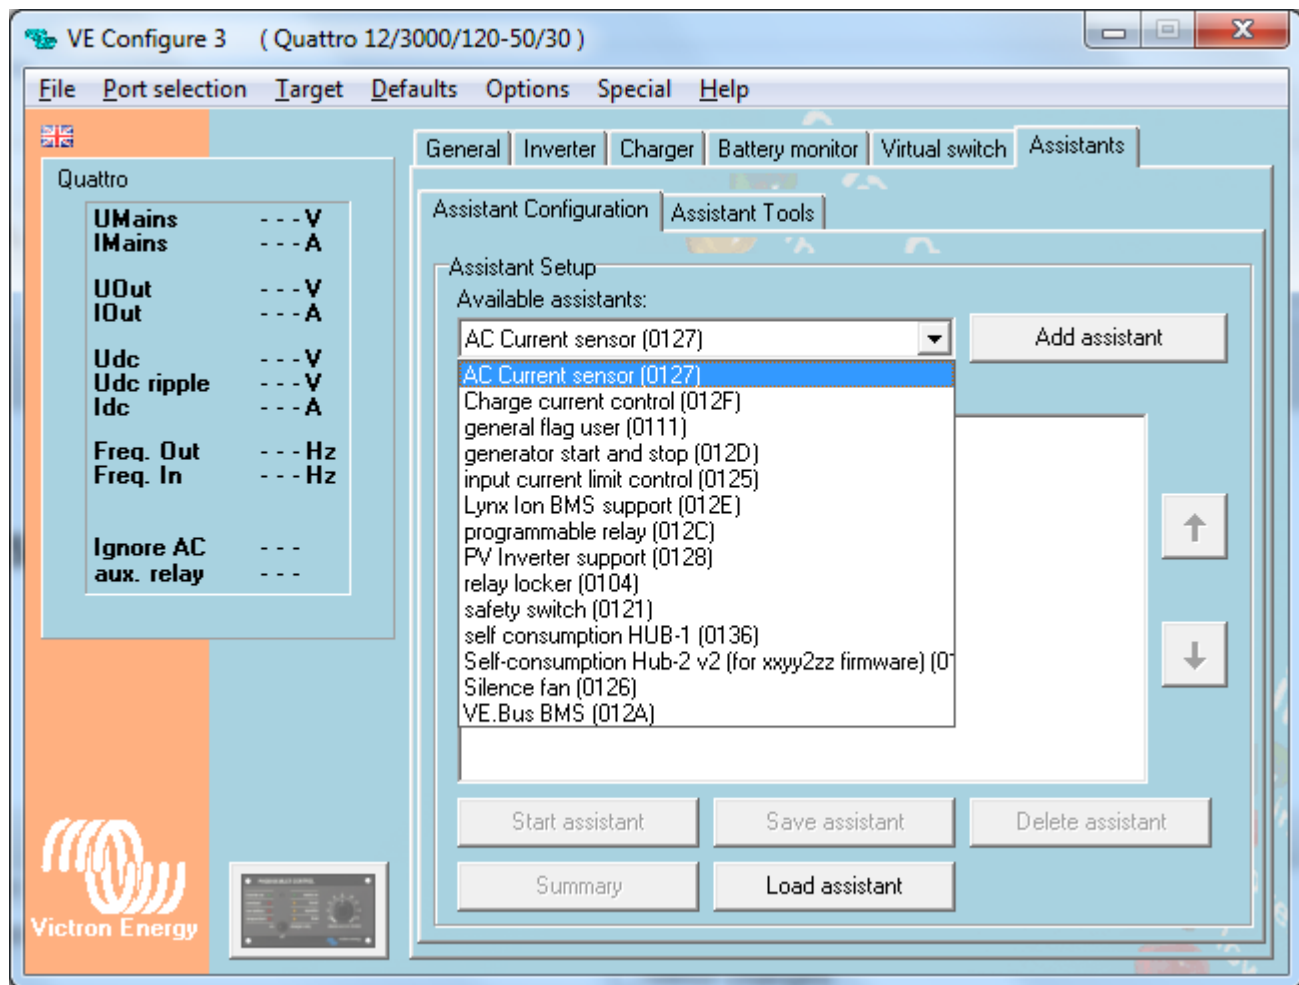 VE Configure 3 ( Quattro 12/3000/120-50/30 )
File Port selection Target Defaults Options Special Help
General Inverter Charger Battery monitor Virtual switch Assistants
Quattro
UMains - - - V
IMains - - - A
UOut - - - V
IOut - - - A
Udc - - - V
Udc ripple - - - V
Idc - - - A
Freq. Out - - - Hz
Freq. In - - - Hz
Ignore AC - - -
aux. relay - - -
Assistant Configuration Assistant Tools
Assistant Setup
Available assistants:
AC Current sensor (0127)
Add assistant
AC Current sensor (0127)
Charge current control (012F)
general flag user (0111)
generator start and stop (012D)
input current limit control (0125)
Lynx Ion BMS support (012E)
programmable relay (012C)
PV Inverter support (0128)
relay locker (0104)
safety switch (0121)
self consumption HUB-1 (0136)
Self-consumption Hub-2 v2 (for xxyy2zz firmware) (0
Silence fan (0126)
VE.Bus BMS (012A)
Start assistant Save assistant Delete assistant
Summary Load assistant
Victron Energy